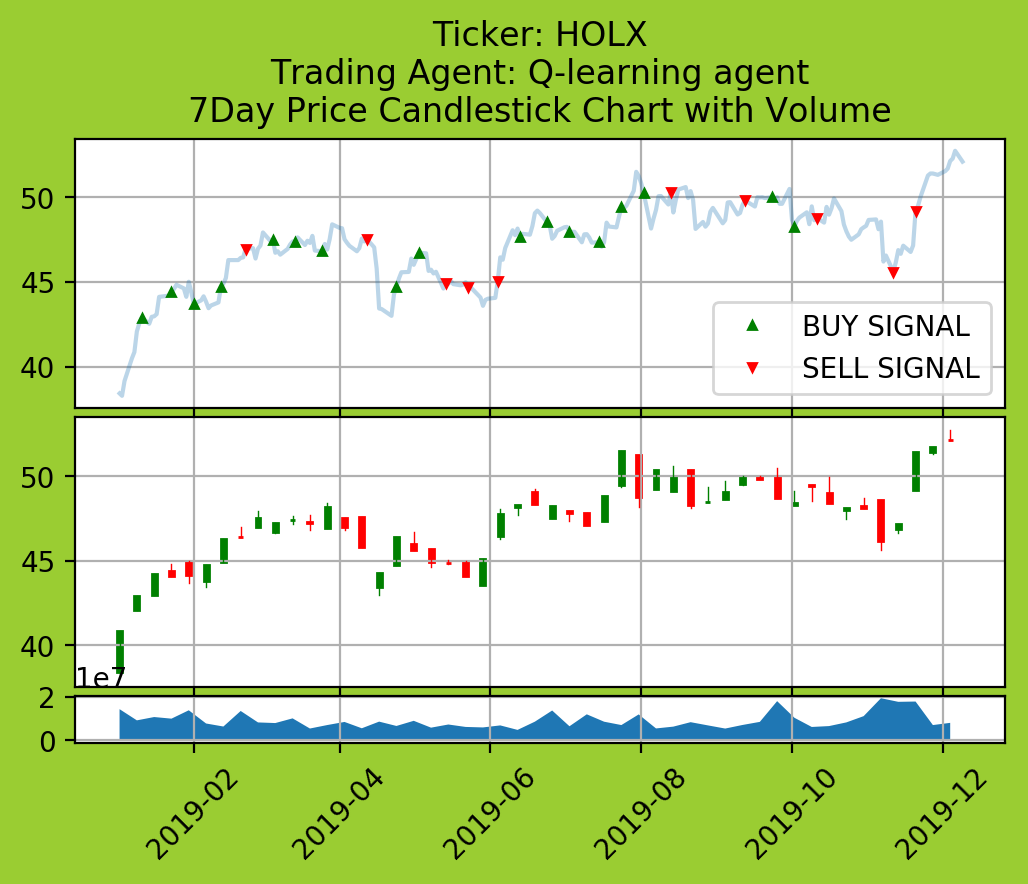 Ticker: HOLX
Trading Agent: Q-learning agent
7Day Price Candlestick Chart with Volume
50
45
40
BUY SIGNAL
SELL SIGNAL
50
45
40
1e7
2
0
2019-02
2019-04
2019-06
2019-08
2019-10
2019-12